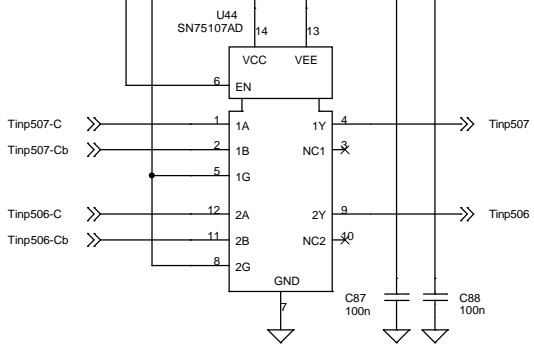 U44
SN75107AD
14
13
VCC
VEE
6
EN
Tinp507-C
1
1A
1Y
4
Tinp507
Tinp507-Cb
2
1B
NC1
3
5
1G
Tinp506-C
12
2A
2Y
9
Tinp506
Tinp506-Cb
11
2B
NC2
10
8
2G
GND
7
C87
100n
C88
100n